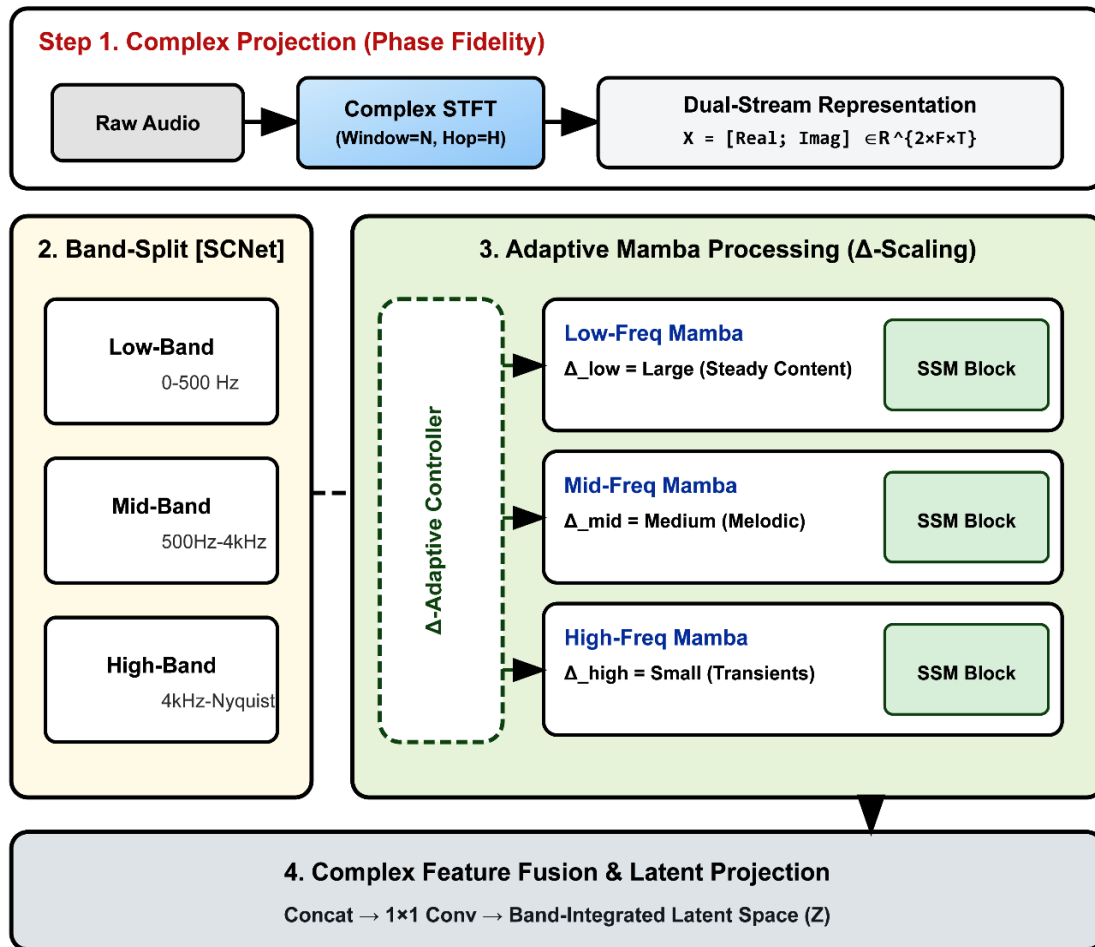 Step 1. Complex Projection (Phase Fidelity)
Raw Audio
Complex STFT
(Window=N, Hop=H)
Dual-Stream Representation
X = [Real; Imag] ∈R^{2×F×T}
2. Band-Split [SCNet]
Low-Band
0-500 Hz
Mid-Band
500Hz-4kHz
High-Band
4kHz-Nyquist
3. Adaptive Mamba Processing (Δ-Scaling)
Δ-Adaptive Controller
Low-Freq Mamba
Δ_low = Large (Steady Content)
SSM Block
Mid-Freq Mamba
Δ_mid = Medium (Melodic)
SSM Block
High-Freq Mamba
Δ_high = Small (Transients)
SSM Block
4. Complex Feature Fusion & Latent Projection
Concat → 1×1 Conv → Band-Integrated Latent Space (Z)